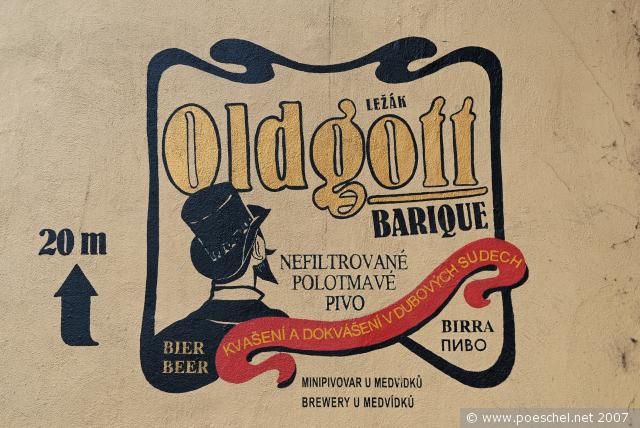 LEŽÁK
Oldgott
BARIQUE
20 m
NEFILTROVANÉ
POLOTMAVÉ
PIVO
KVAŠENÍ A DOKVÁŠENÍ V DUBOVÝCH SUDECH
BIER
BEER
BIRRA
ПИВО
MINIPIVOVAR U MEDVíDKŮ
BREWERY U MEDVÍDKŮ
© www.poeschel.net 2007